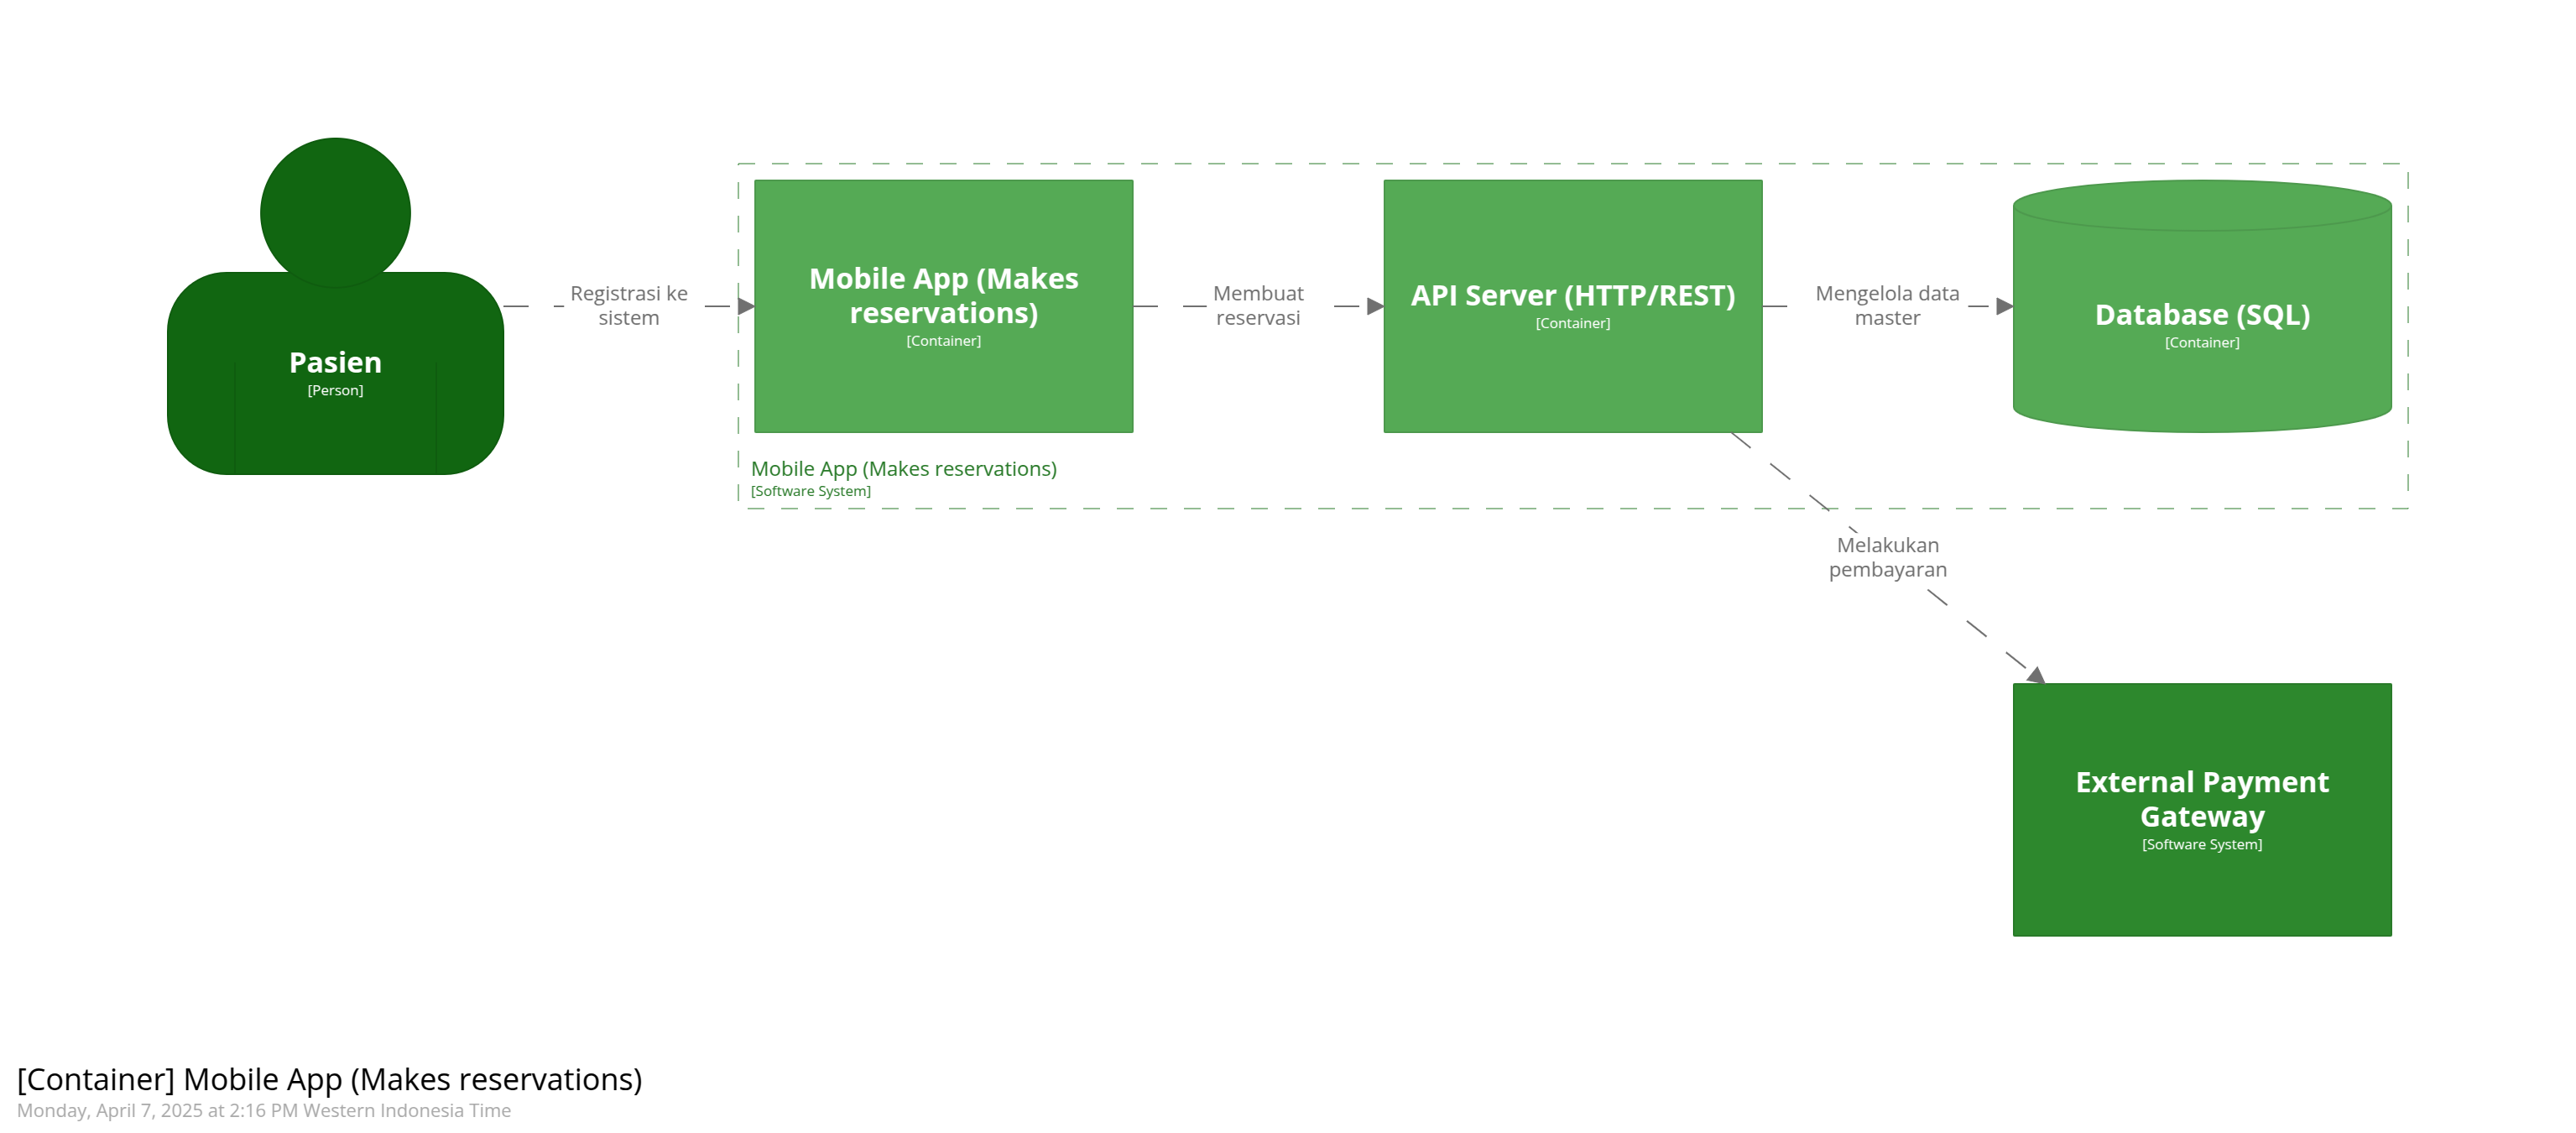 Pasien
[Person]
Registrasi ke
sistem
Mobile App (Makes
reservations)
[Container]
Membuat
reservasi
API Server (HTTP/REST)
[Container]
Mengelola data
master
Database (SQL)
[Container]
Mobile App (Makes reservations)
[Software System]
Melakukan
pembayaran
External Payment
Gateway
[Software System]
[Container] Mobile App (Makes reservations)
Monday, April 7, 2025 at 2:16 PM Western Indonesia Time